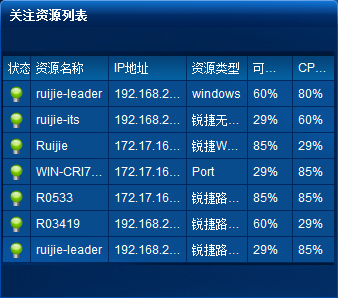 关注资源列表
状态 资源名称 IP地址 资源类型 可... CP...
ruijie-leader 192.168.2... windows 60% 80%
ruijie-its 192.168.2... 锐捷无... 29% 60%
Ruijie 172.17.16... 锐捷W... 85% 29%
WIN-CRI7... 172.17.16... Port 29% 85%
R0533 172.17.16... 锐捷路... 85% 85%
R03419 192.168.2... 锐捷路... 60% 29%
ruijie-leader 192.168.2... 锐捷路... 29% 85%